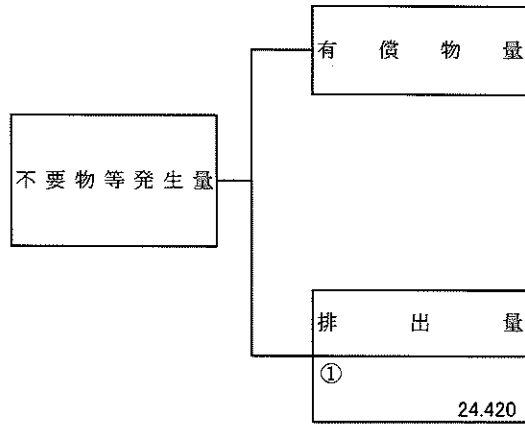 有償物量
不要物等発生量
排出量
①
24.420